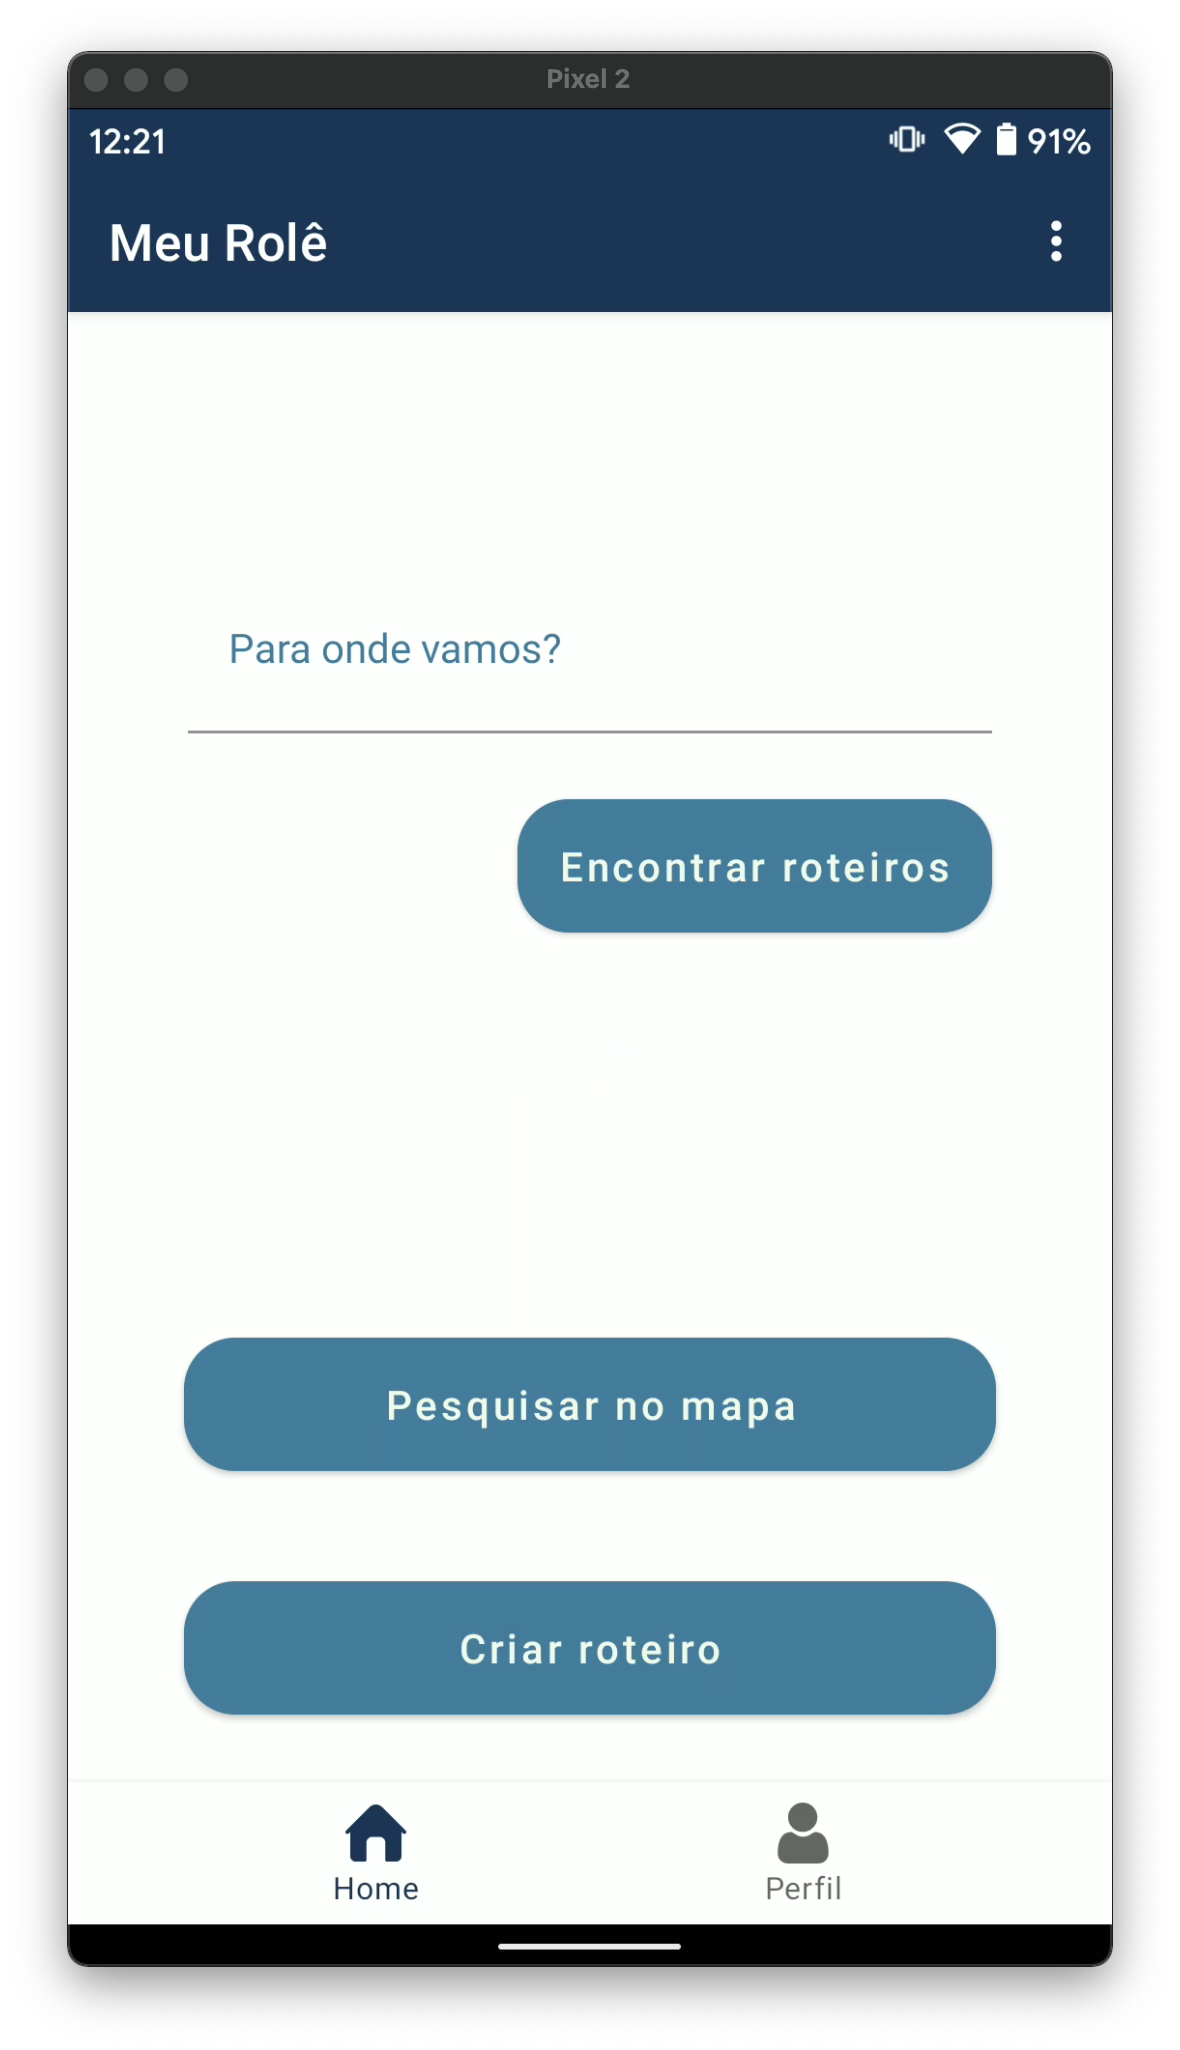 Pixel 2
12:21 91%
Meu Rolê
Para onde vamos?
Encontrar roteiros
Pesquisar no mapa
Criar roteiro
Home Perfil